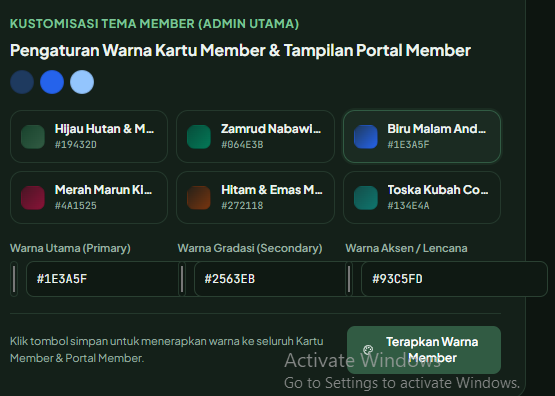 KUSTOMISASI TEMA MEMBER (ADMIN UTAMA)
Pengaturan Warna Kartu Member & Tampilan Portal Member
Hijau Hutan & M...
#19432D
Zamrud Nabawi...
#064E3B
Biru Malam And...
#1E3A5F
Merah Marun Kl...
#4A1525
Hitam & Emas M...
#272118
Toska Kubah Co...
#134E4A
Warna Utama (Primary)
Warna Gradasi (Secondary)
Warna Aksen / Lencana
#1E3A5F
#2563EB
#93C5FD
Klik tombol simpan untuk menerapkan warna ke seluruh Kartu
Member & Portal Member.
Terapkan Warna
Member
Activate Windows
Go to Settings to activate Windows.